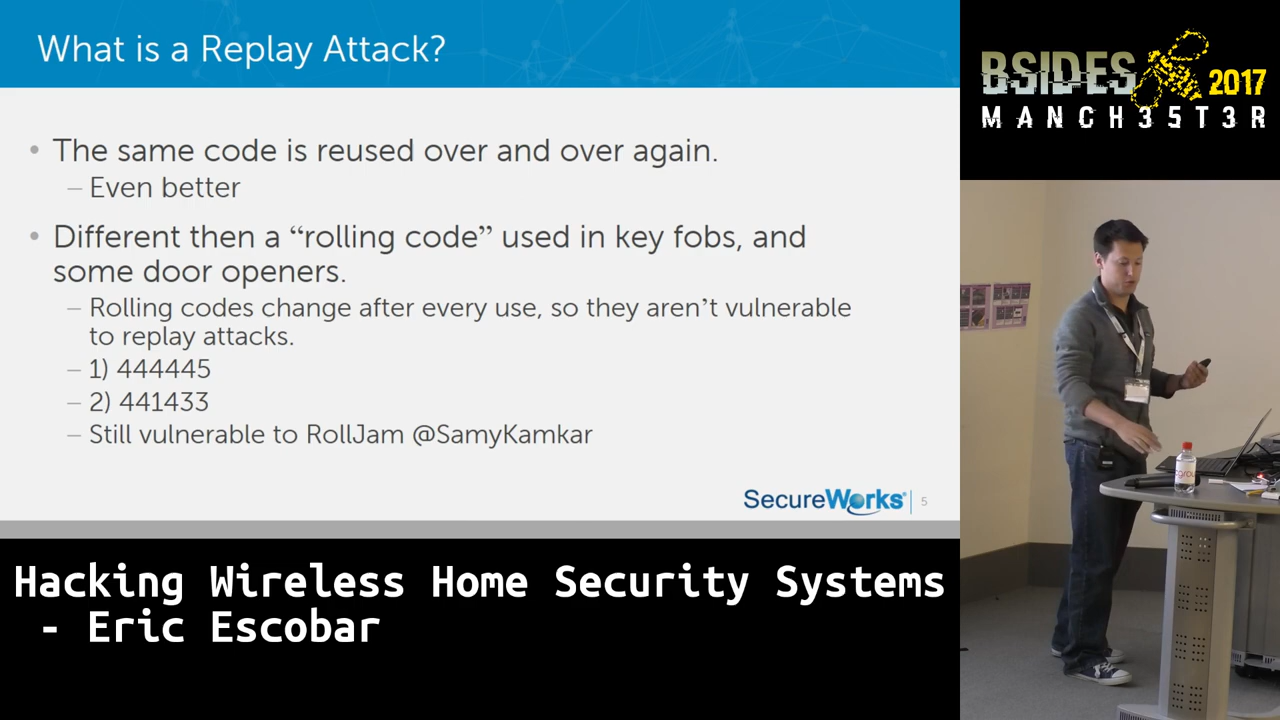 What is a Replay Attack?
• The same code is reused over and over again.
– Even better
• Different then a “rolling code” used in key fobs, and
some door openers.
– Rolling codes change after every use, so they aren’t vulnerable
to replay attacks.
– 1) 444445
– 2) 441433
– Still vulnerable to RollJam @SamyKamkar
SecureWorks® | 5
BSIDES 2017
MANCH35T3R
Hacking Wireless Home Security Systems
- Eric Escobar